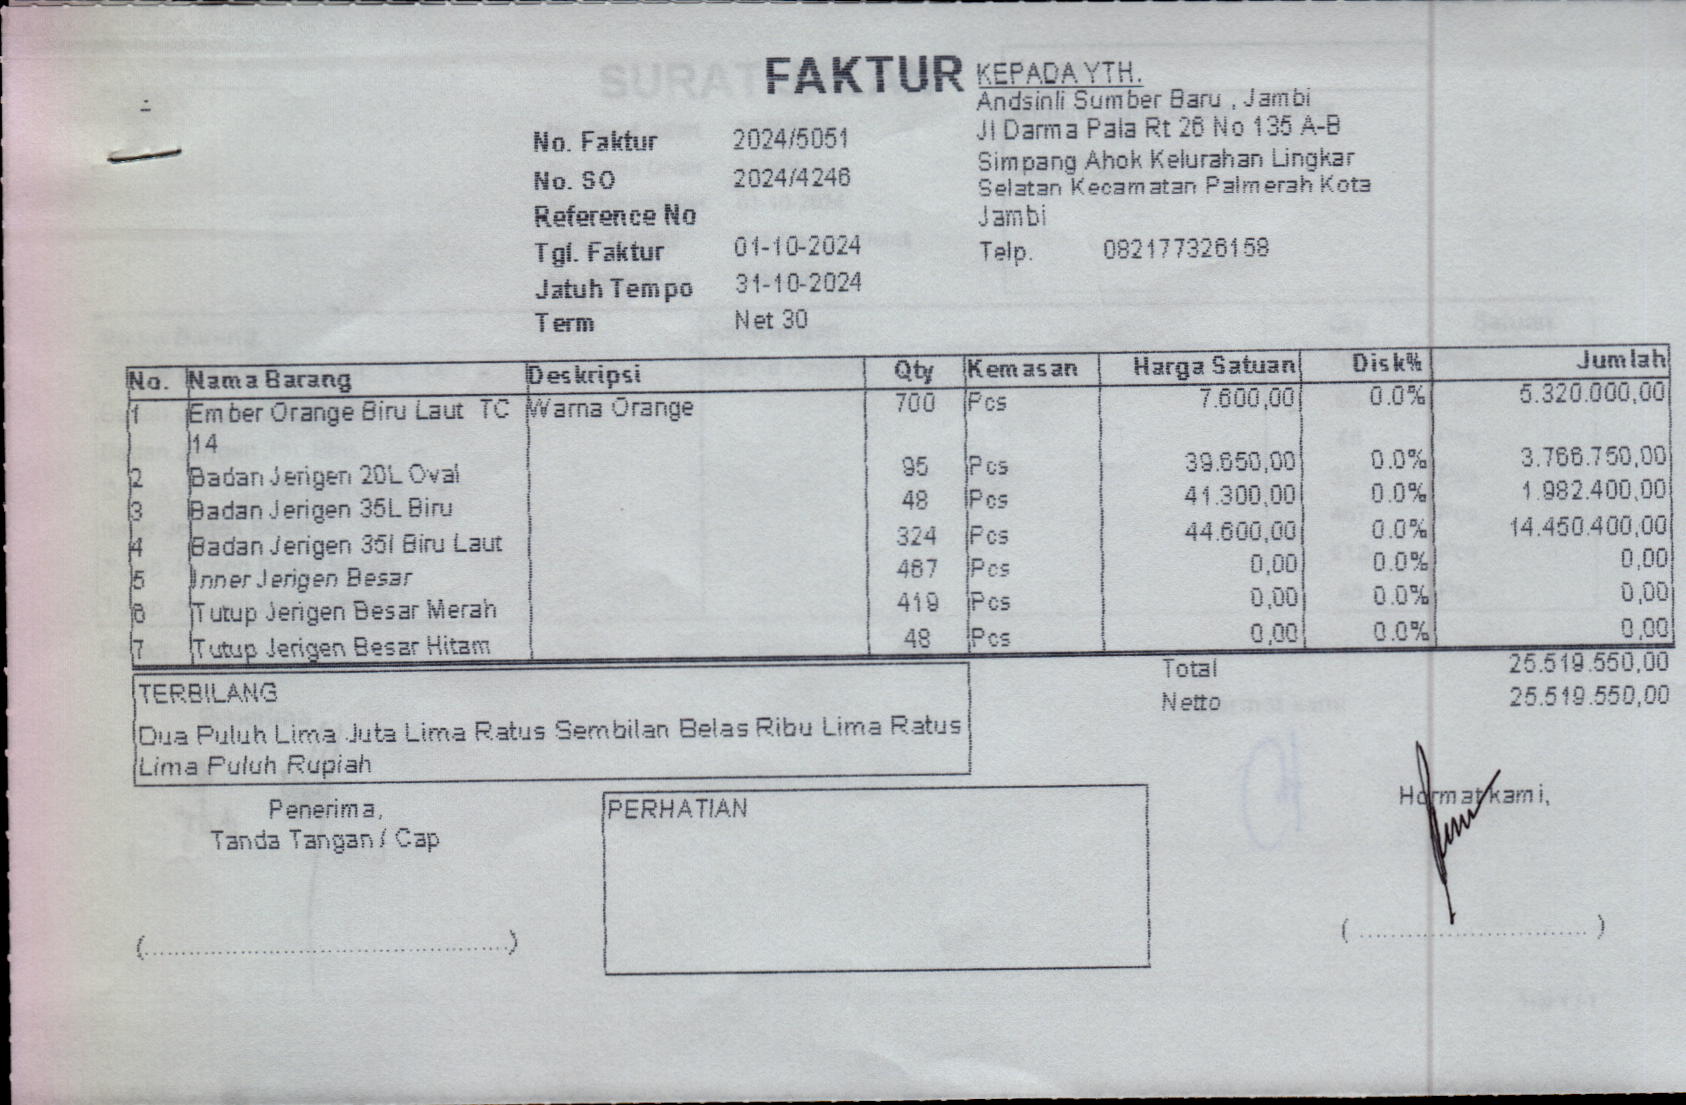 FAKTUR
KEPADA YTH.
Andsinli Sumber Baru , Jambi
Jl Darma Pala Rt 26 No 135 A-B
Simpang Ahok Kelurahan Lingkar
Selatan Kecamatan Palmerah Kota
Jambi
Telp. 082177326158
No. Faktur 2024/5051
No. SO 2024/4246
Reference No
Tgl. Faktur 01-10-2024
Jatuh Tempo 31-10-2024
Term Net 30
No. Nama Barang Deskripsi Qty Kemasan Harga Satuan Disk% Jumlah
1 Ember Orange Biru Laut TC Warna Orange 700 Pcs 7.600,00 0.0% 5.320.000,00
14
2 Badan Jerigen 20L Oval 95 Pcs 39.650,00 0.0% 3.766.750,00
3 Badan Jerigen 35L Biru 48 Pcs 41.300,00 0.0% 1.982.400,00
4 Badan Jerigen 35l Biru Laut 324 Pcs 44.600,00 0.0% 14.450.400,00
5 Inner Jerigen Besar 467 Pcs 0,00 0.0% 0,00
6 Tutup Jerigen Besar Merah 419 Pcs 0,00 0.0% 0,00
7 Tutup Jerigen Besar Hitam 48 Pcs 0,00 0.0% 0,00
Total 25.519.550,00
Netto 25.519.550,00
TERBILANG
Dua Puluh Lima Juta Lima Ratus Sembilan Belas Ribu Lima Ratus
Lima Puluh Rupiah
Penerima,
Tanda Tangan / Cap
PERHATIAN
Hormat kami,